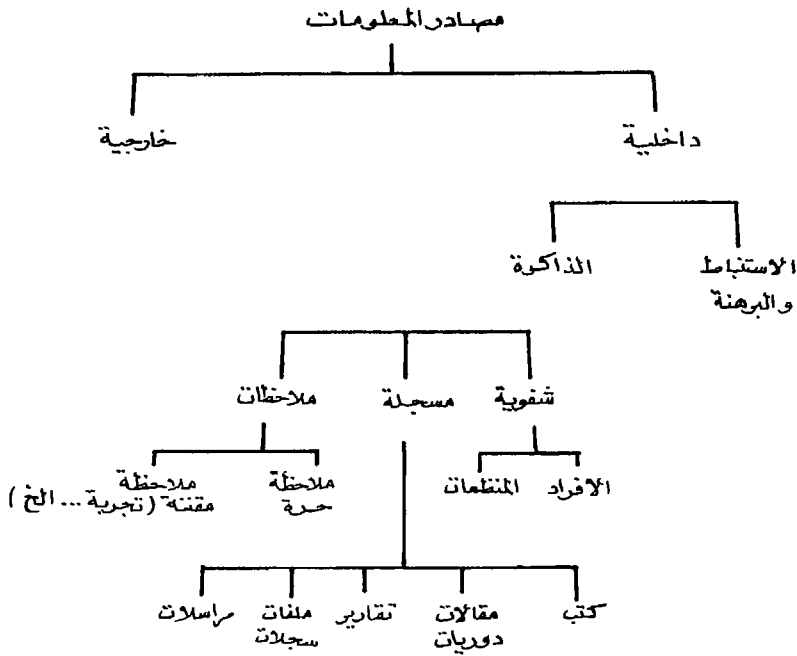 مصادر المعلومات
داخلية
خارجية
الاستنباط
والبرهنة
الذاكرة
شفوية
مسجلة
ملاحظات
الافراد
المنظمات
ملاحظة
حرة
ملاحظة
مقننة (تجربة ... الخ)
كتب
مقالات
دوريات
تقارير
ملفات
سجلات
مراسلات